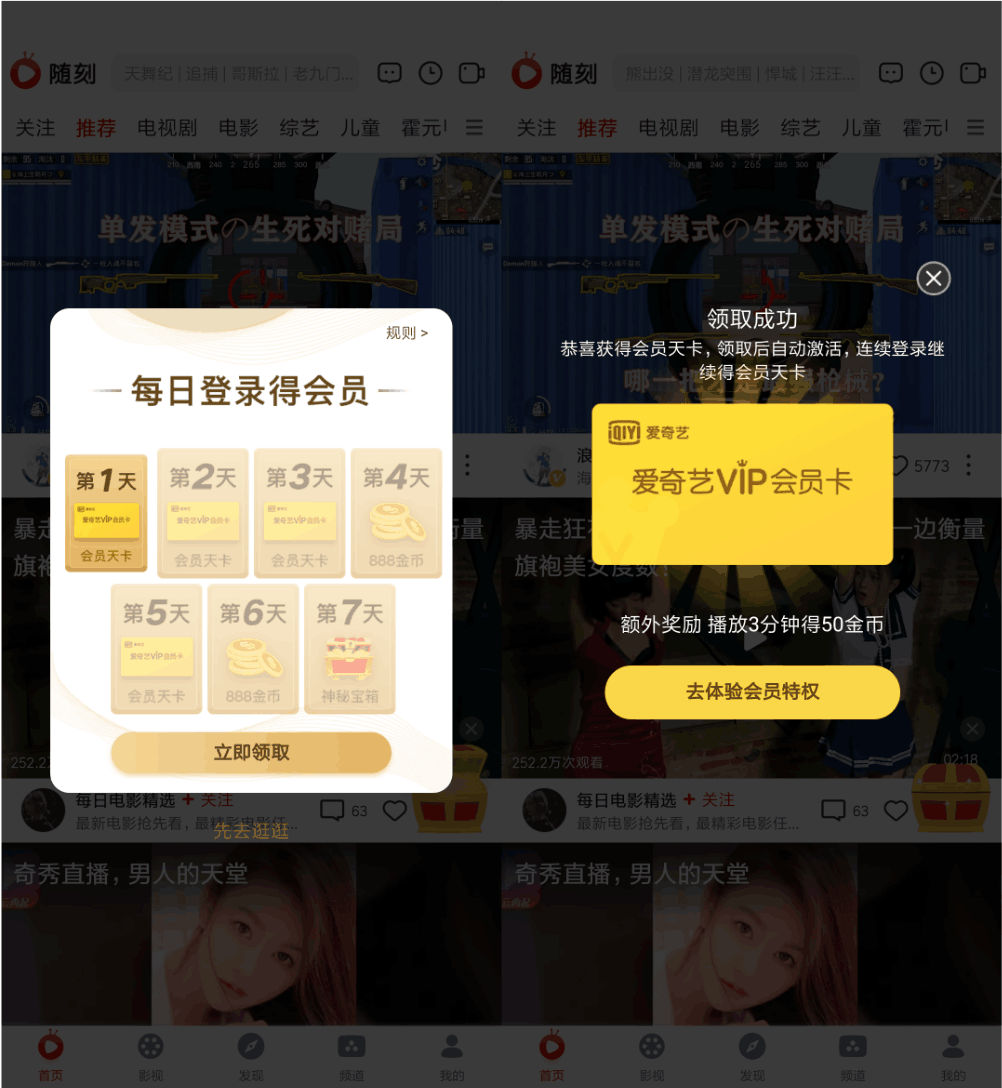 随刻
天舞纪 | 追捕 | 哥斯拉 | 老九门...
关注 推荐 电视剧 电影 综艺 儿童 霍元
单发模式の生死对赌局
规则 >
每日登录得会员
第1天
爱奇艺VIP会员卡
会员天卡
第2天
爱奇艺VIP会员卡
会员天卡
第3天
爱奇艺VIP会员卡
会员天卡
第4天
888金币
第5天
爱奇艺VIP会员卡
会员天卡
第6天
888金币
第7天
神秘宝箱
立即领取
先去逛逛
暴走
量
旗袍
252.2
每日电影精选 + 关注
63
最新电影抢先看，最精彩电影任...
奇秀直播，男人的天堂
首页 影视 发现 频道 我的
随刻
熊出没 | 潜龙突围 | 悍城 | 汪汪...
关注 推荐 电视剧 电影 综艺 儿童 霍元
单发模式の生死对赌局
领取成功
恭喜获得会员天卡，领取后自动激活，连续登录继
续得会员天卡
哪一把
枪械？
QIY 爱奇艺
爱奇艺VIP会员卡
浪
海
5773
暴走狂
一边衡量
旗袍美女度数！
额外奖励 播放3分钟得50金币
去体验会员特权
252.2万次观看
02:18
每日电影精选 + 关注
63
最新电影抢先看，最精彩电影任...
奇秀直播，男人的天堂
首页 影视 发现 频道 我的